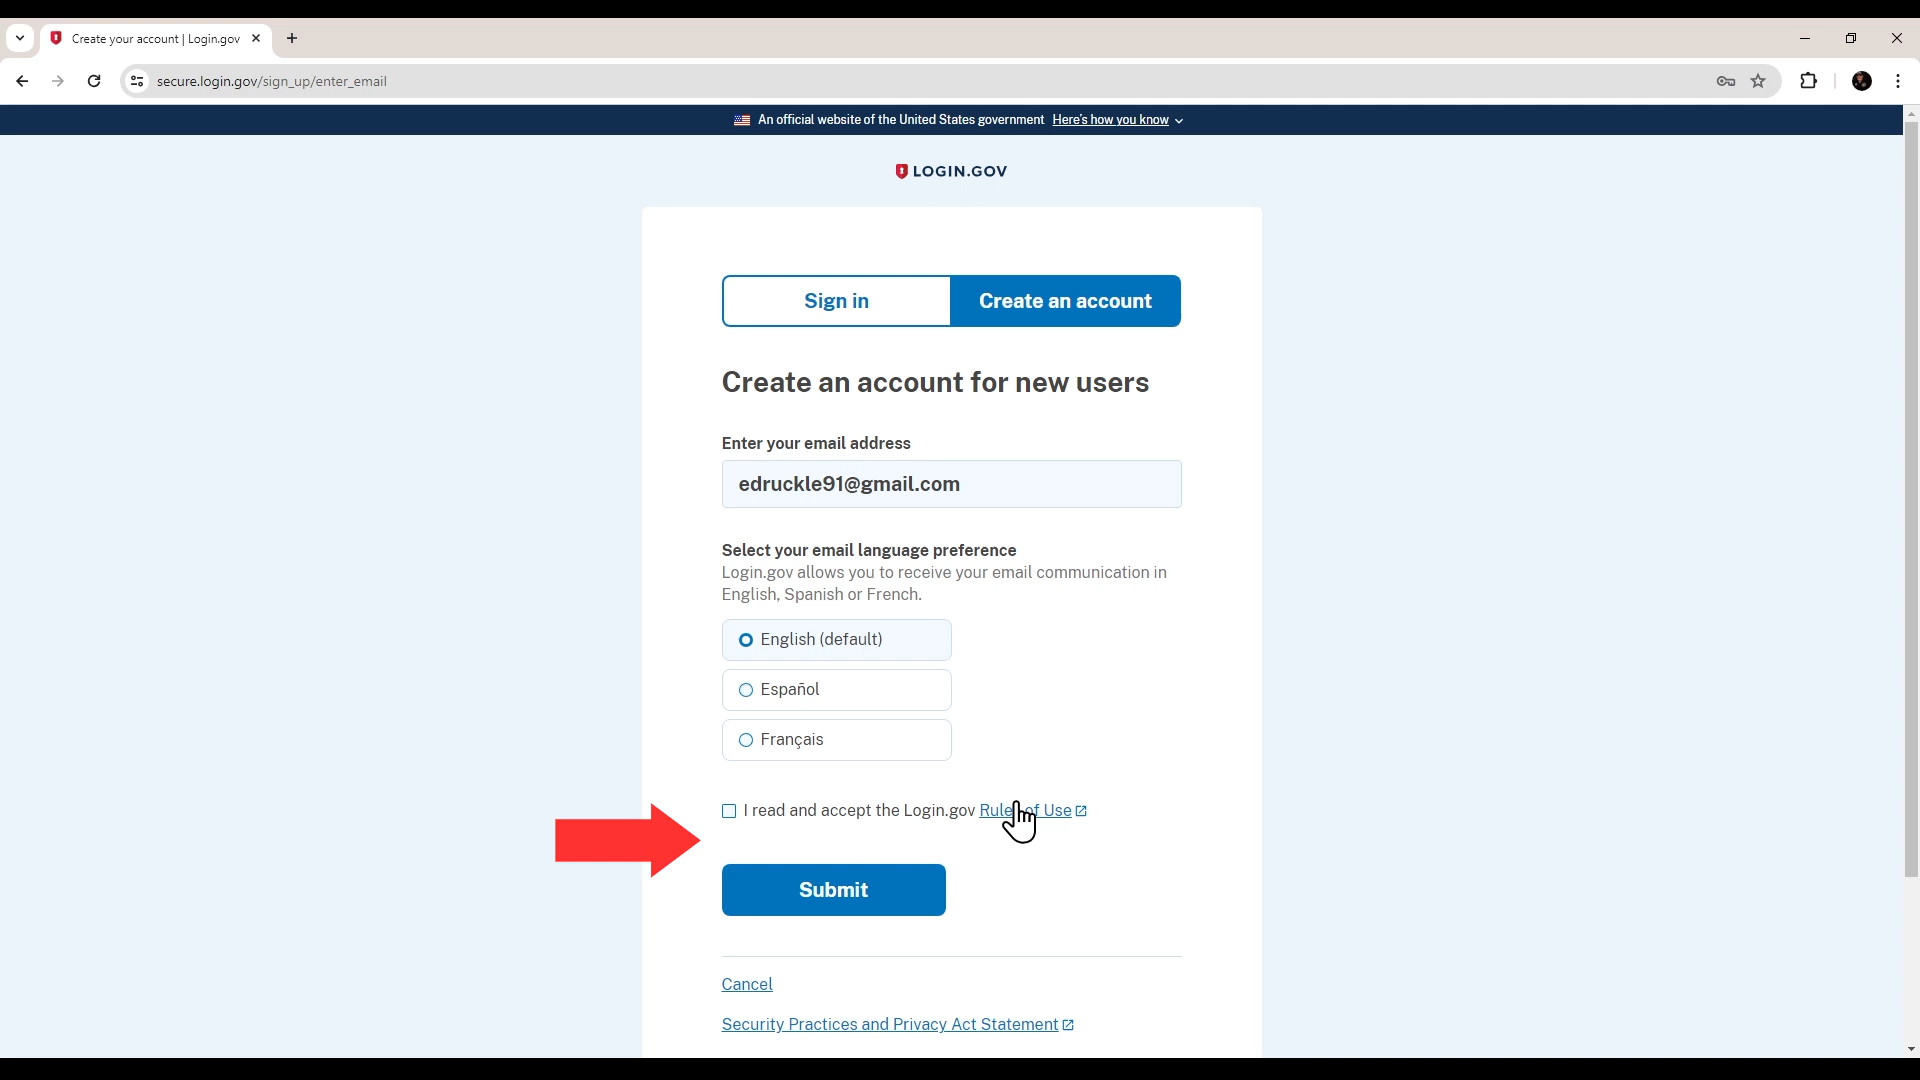 Create your account | Login.gov
secure.login.gov/sign_up/enter_email
An official website of the United States government Here's how you know
LOGIN.GOV
Sign in
Create an account
Create an account for new users
Enter your email address
edruckle91@gmail.com
Select your email language preference
Login.gov allows you to receive your email communication in
English, Spanish or French.
English (default)
Español
Français
I read and accept the Login.gov Rules of Use
Submit
Cancel
Security Practices and Privacy Act Statement